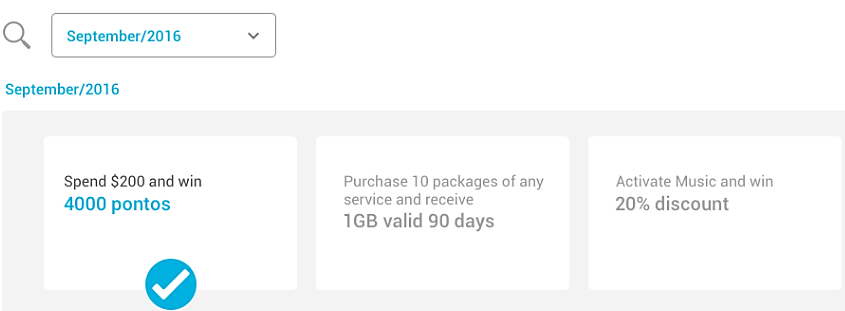 September/2016
September/2016
Spend $200 and win
4000 pontos
Purchase 10 packages of any
service and receive
1GB valid 90 days
Activate Music and win
20% discount